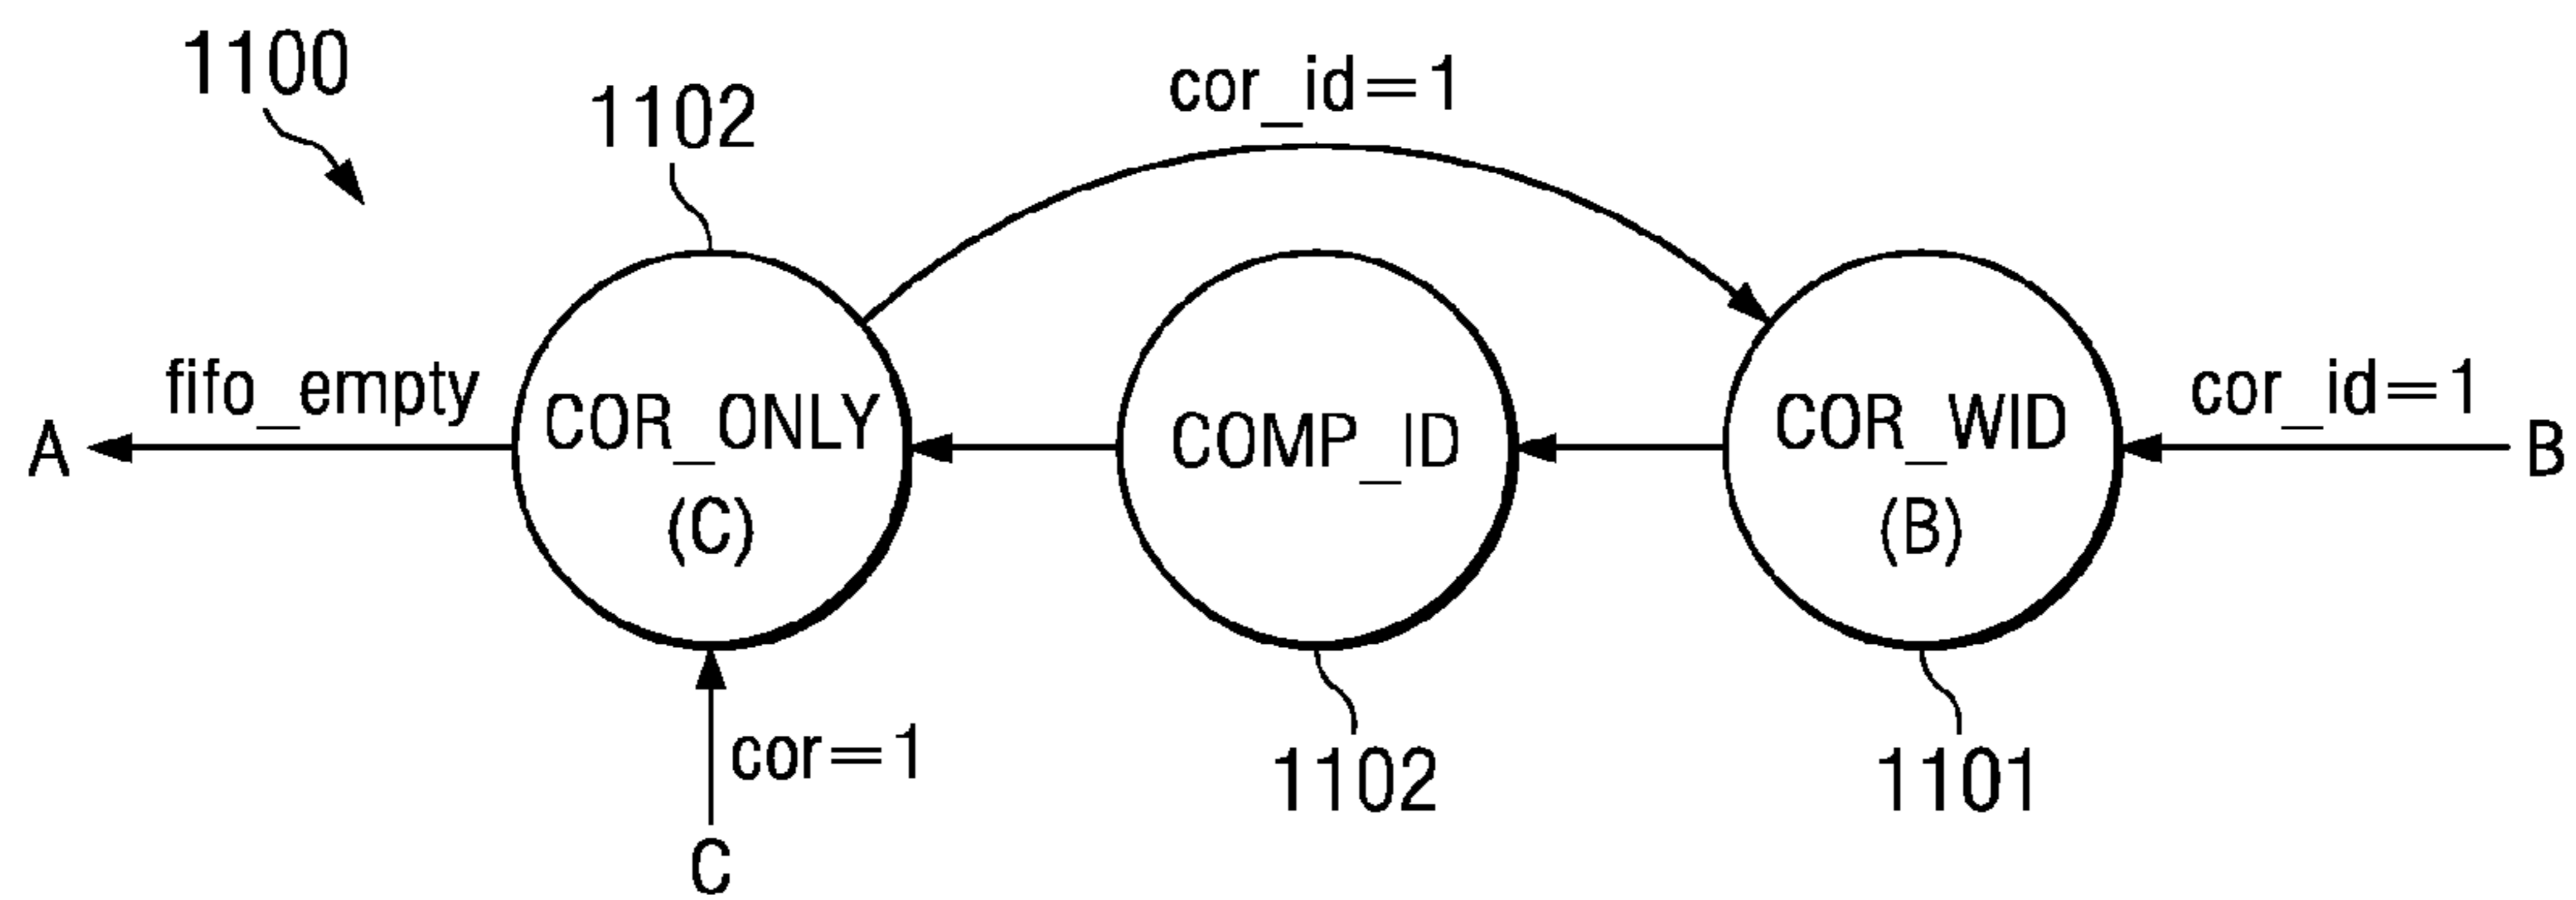 1100
1102
cor_id=1
fifo_empty
A
COR_ONLY
(C)
COMP_ID
COR_WID
(B)
cor_id=1
B
cor=1
C
1102
1101